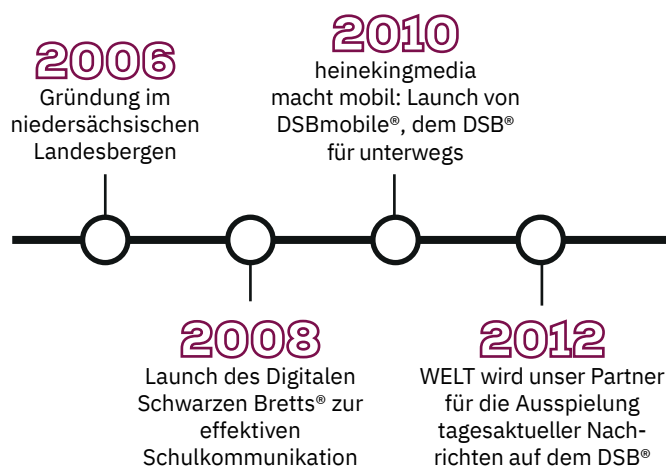 2006
Gründung im
niedersächsischen
Landesbergen
2008
Launch des Digitalen
Schwarzen Bretts® zur
effektiven
Schulkommunikation
2010
heinekingmedia
macht mobil: Launch von
DSBmobile®, dem DSB®
für unterwegs
2012
WELT wird unser Partner
für die Ausspielung
tagesaktueller Nach-
richten auf dem DSB®